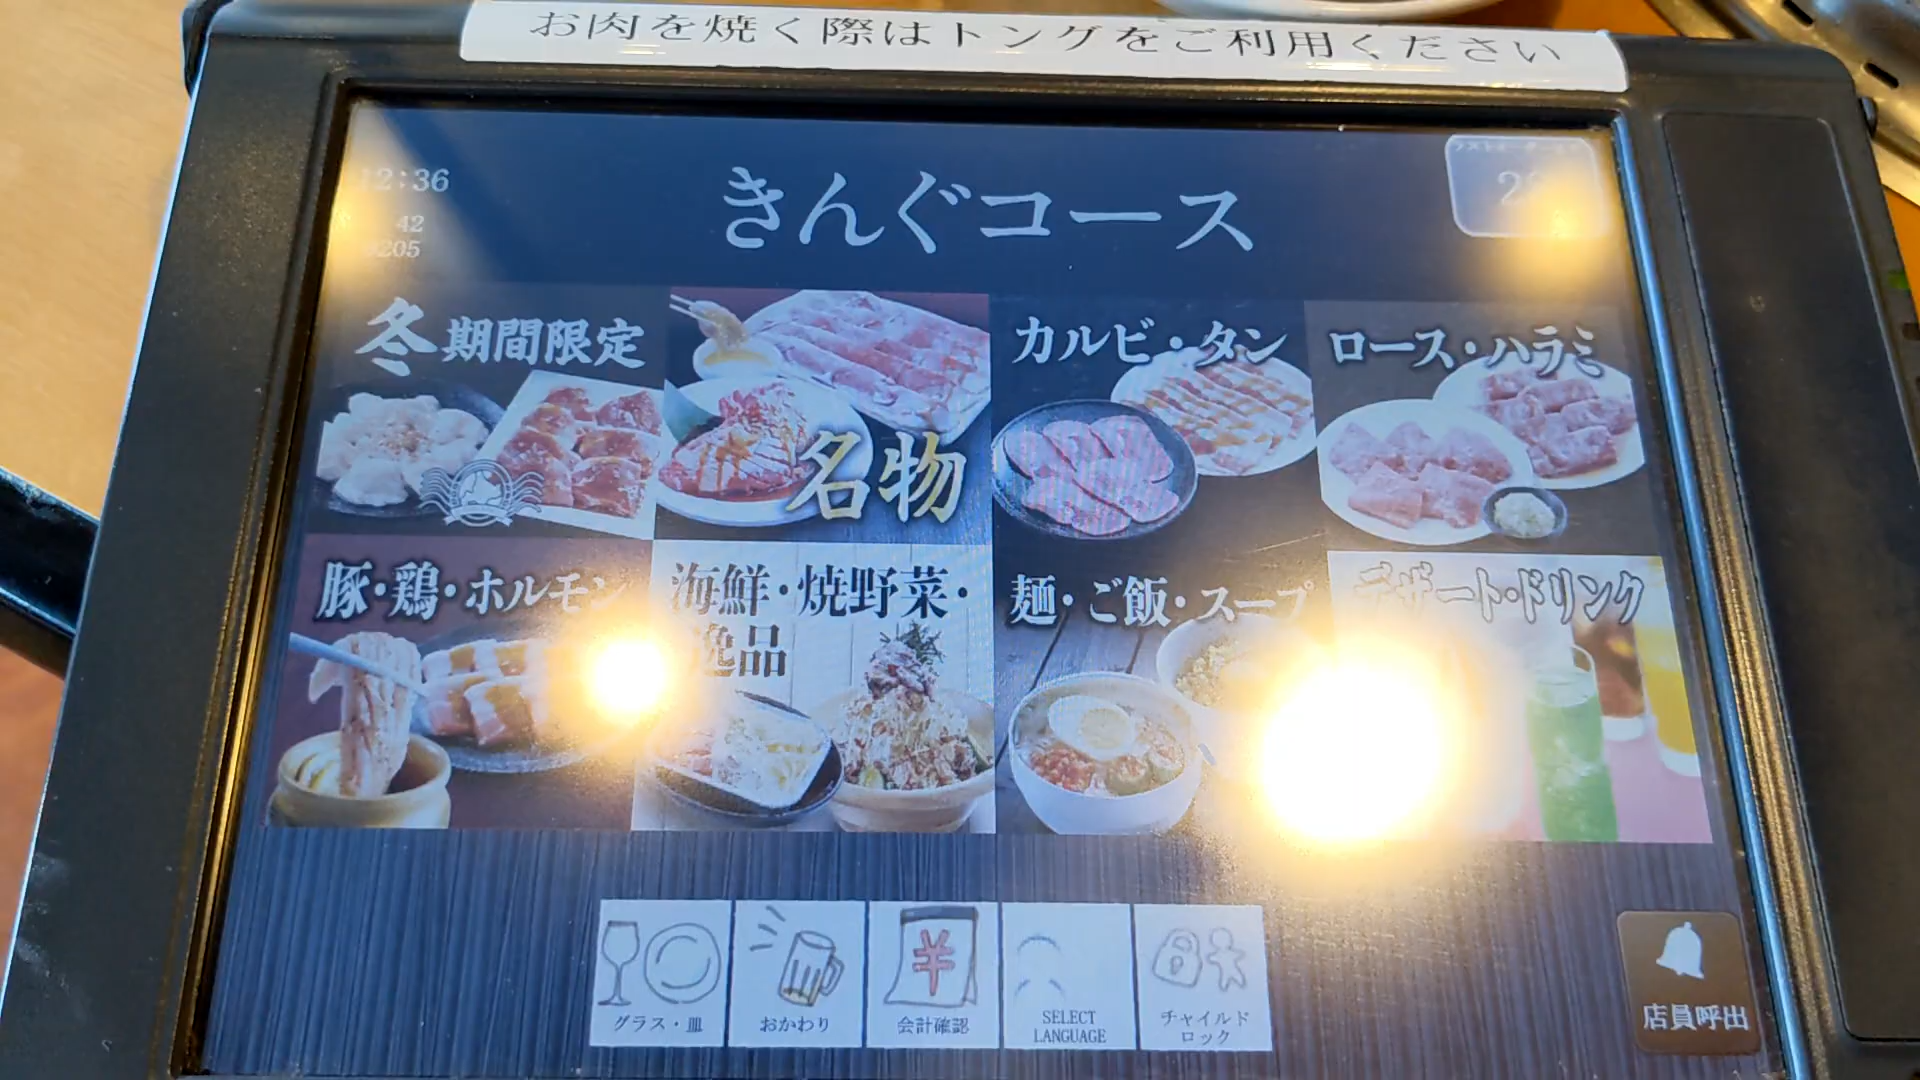 お肉を焼く際はトングをご利用ください
12:36
42
きんぐコース
冬期間限定
名物
カルビ・タン
ロース・ハラミ
豚・鶏・ホルモン
海鮮・焼野菜・
逸品
麺・ご飯・スープ
デザート・ドリンク
グラス・皿
おかわり
会計確認
SELECT
LANGUAGE
チャイルド
ロック
店員呼出